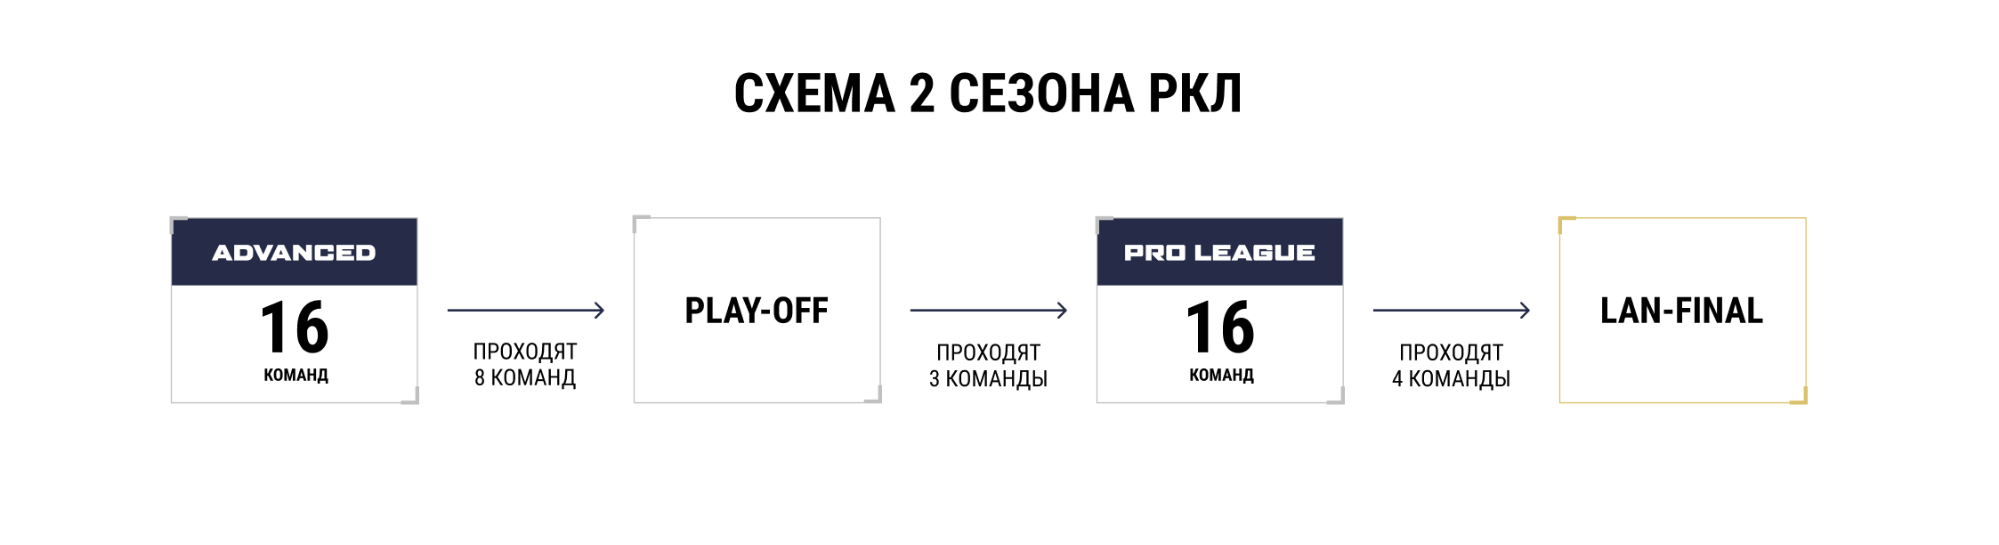 СХЕМА 2 СЕЗОНА РКЛ
ADVANCED
16
КОМАНД
ПРОХОДЯТ
8 КОМАНД
PLAY-OFF
ПРОХОДЯТ
3 КОМАНДЫ
PRO LEAGUE
16
КОМАНД
ПРОХОДЯТ
4 КОМАНДЫ
LAN-FINAL